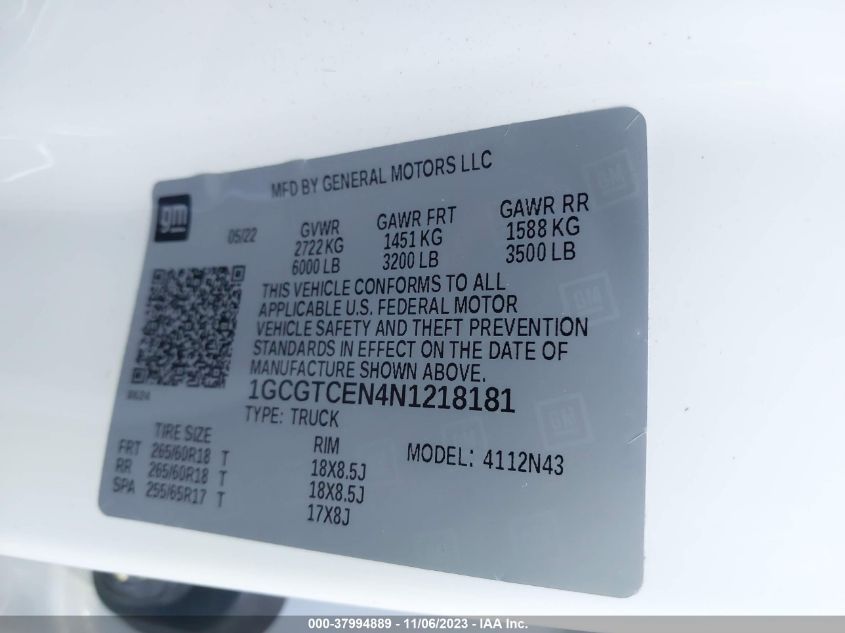 MFD BY GENERAL MOTORS LLC
gm
05/22
GVWR
2722 KG
6000 LB
GAWR FRT
1451 KG
3200 LB
GAWR RR
1588 KG
3500 LB
THIS VEHICLE CONFORMS TO ALL
APPLICABLE U.S. FEDERAL MOTOR
VEHICLE SAFETY AND THEFT PREVENTION
STANDARDS IN EFFECT ON THE DATE OF
MANUFACTURE SHOWN ABOVE.
1GCGTCEN4N1218181
TYPE: TRUCK
MODEL: 4112N43
TIRE SIZE
RIM
FRT 265/60R18 T 18X8.5J
RR 265/60R18 T 18X8.5J
SPA 255/65R17 T 17X8J
000-37994889 - 11/06/2023 - IAA Inc.